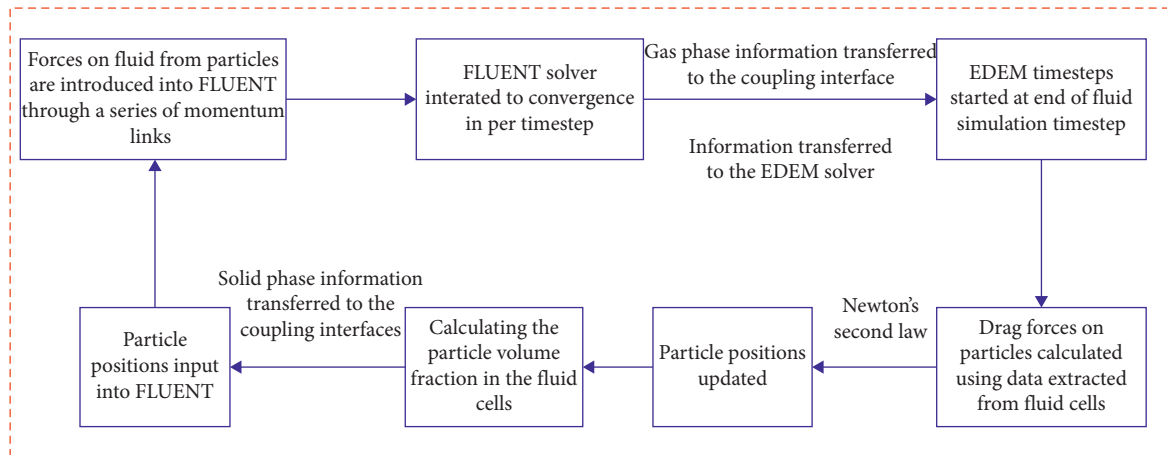 Forces on fluid from particles
are introduced into FLUENT
through a series of momentum
links
FLUENT solver
interated to convergence
in per timestep
Gas phase information transferred
to the coupling interface
Information transferred
to the EDEM solver
EDEM timesteps
started at end of fluid
simulation timestep
Drag forces on
particles calculated
using data extracted
from fluid cells
Newton's
second law
Particle positions
updated
Calculating the
particle volume
fraction in the fluid
cells
Solid phase information
transferred to the
coupling interfaces
Particle
positions input
into FLUENT